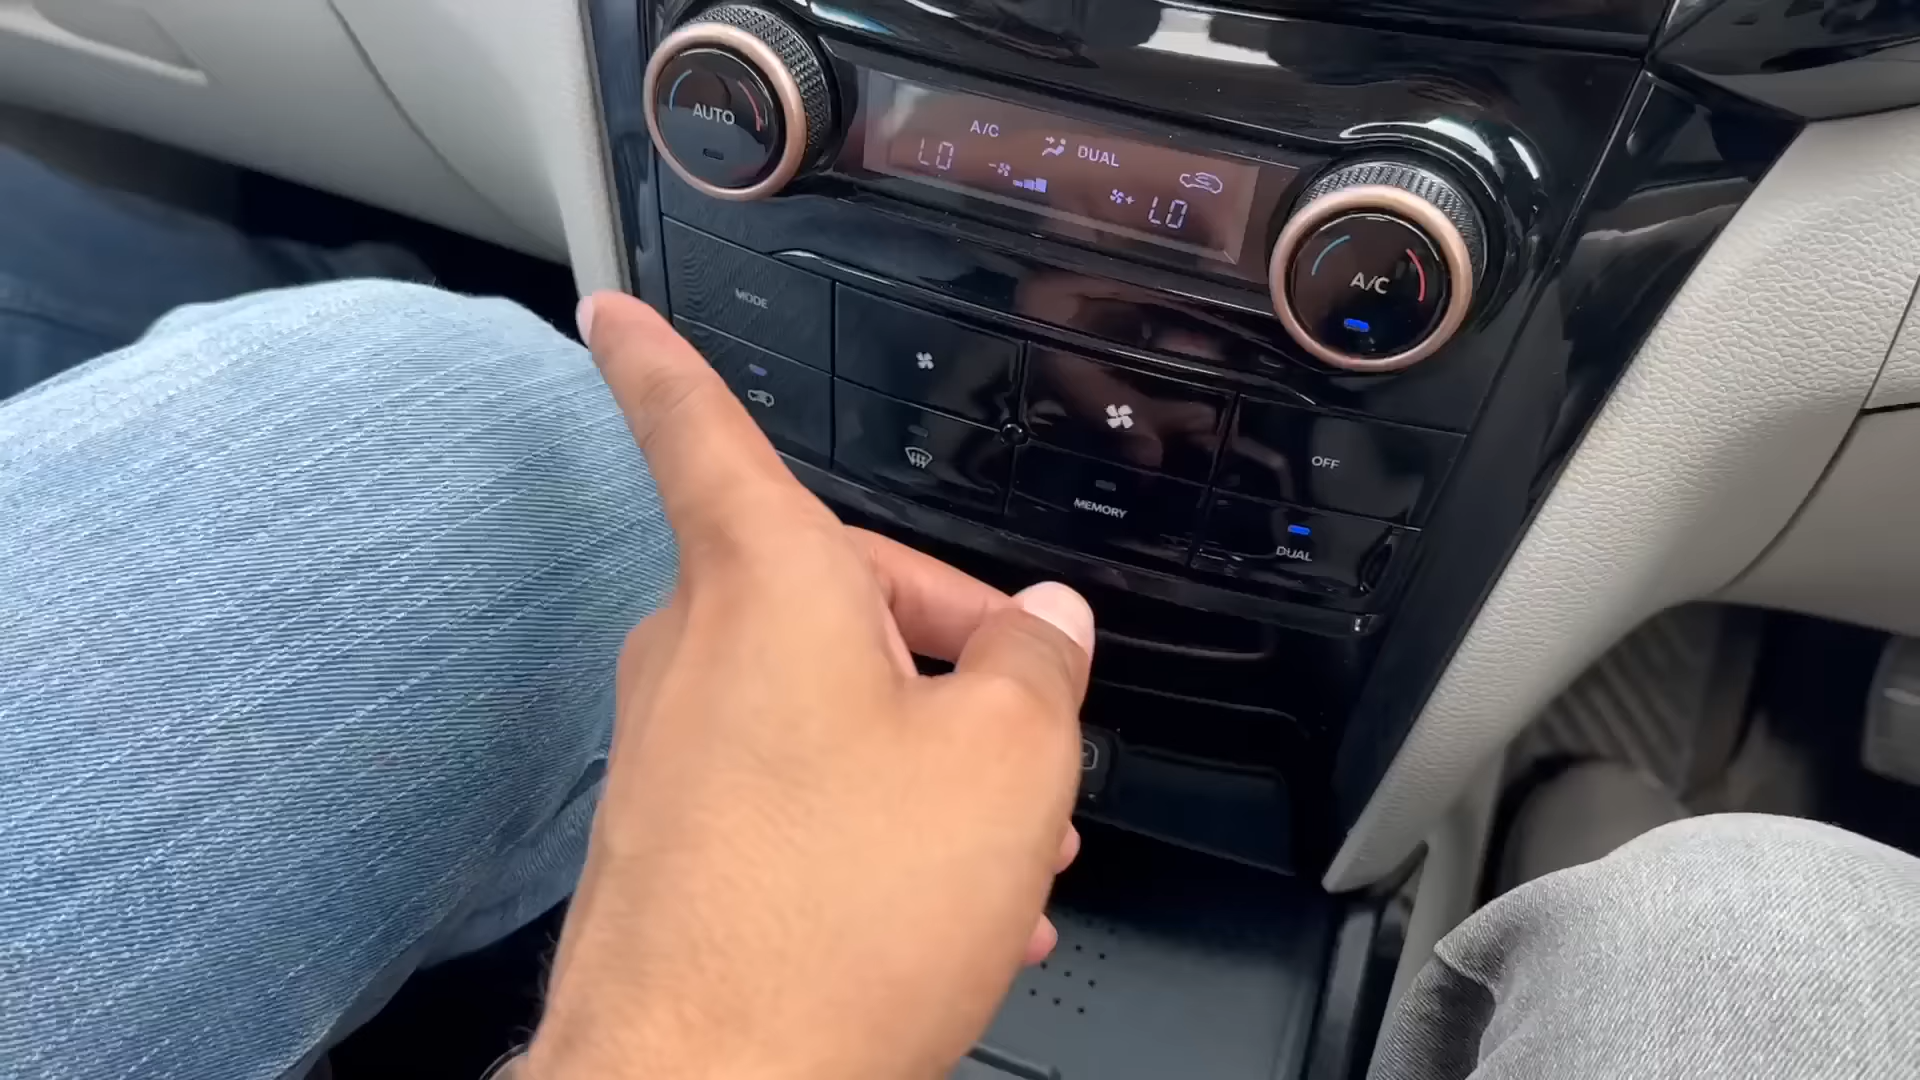 AUTO
A/C
DUAL
LO
LO
A/C
MODE
OFF
MEMORY
DUAL